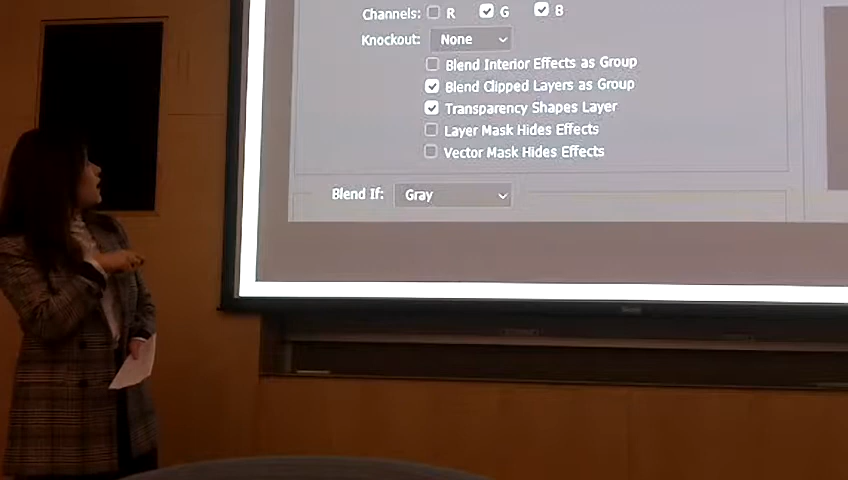 Channels: R G B
Knockout: None
Blend Interior Effects as Group
Blend Clipped Layers as Group
Transparency Shapes Layer
Layer Mask Hides Effects
Vector Mask Hides Effects
Blend If: Gray